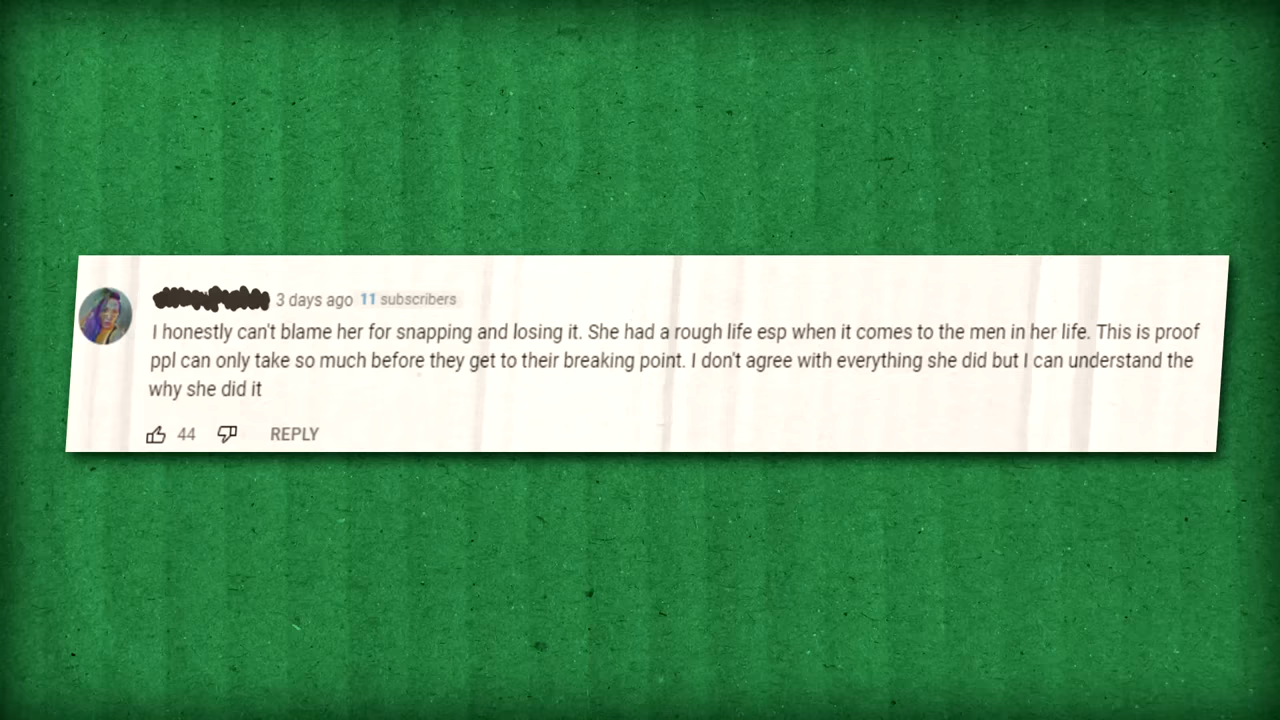 3 days ago 11 subscribers
I honestly can't blame her for snapping and losing it. She had a rough life esp when it comes to the men in her life. This is proof
ppl can only take so much before they get to their breaking point. I don't agree with everything she did but I can understand the
why she did it
44 REPLY